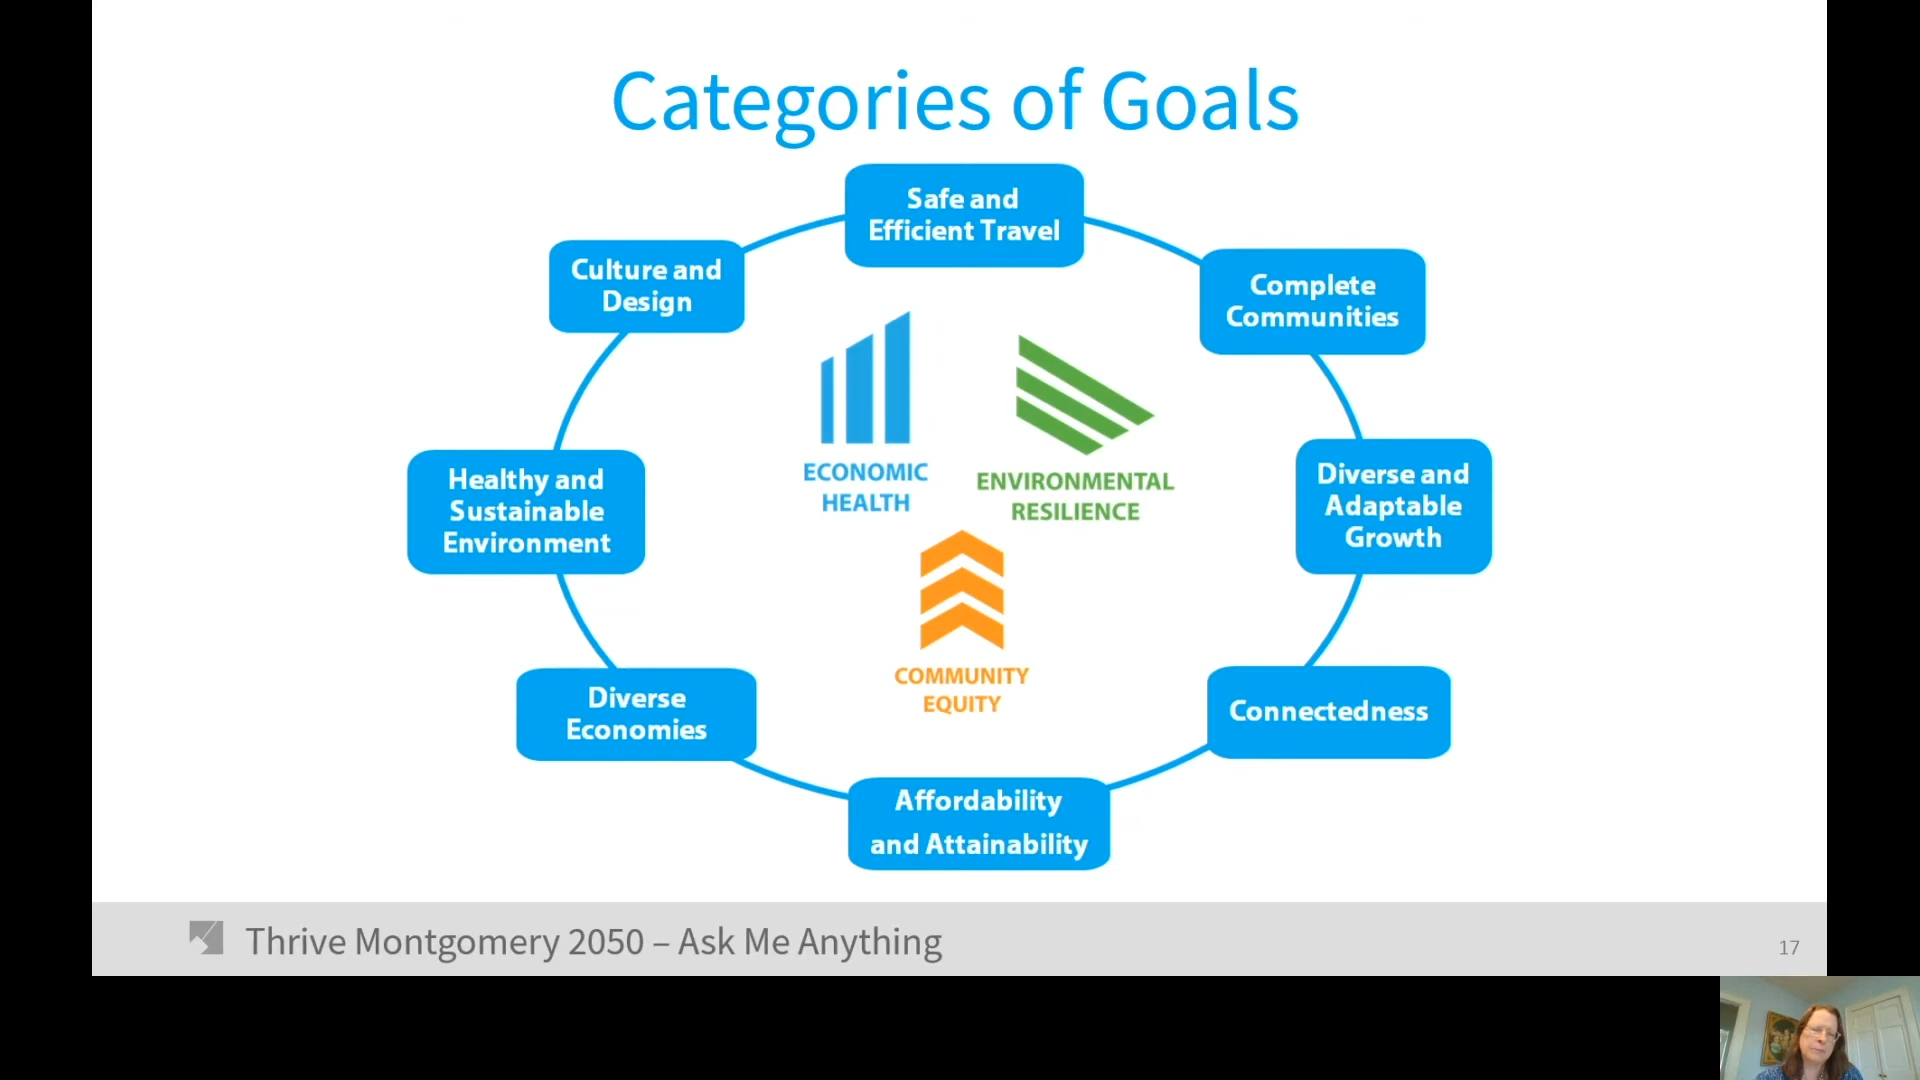 Categories of Goals
Safe and
Efficient Travel
Culture and
Design
Complete
Communities
ECONOMIC
HEALTH
ENVIRONMENTAL
RESILIENCE
Healthy and
Sustainable
Environment
Diverse and
Adaptable
Growth
COMMUNITY
EQUITY
Diverse
Economies
Connectedness
Affordability
and Attainability
Thrive Montgomery 2050 – Ask Me Anything
17